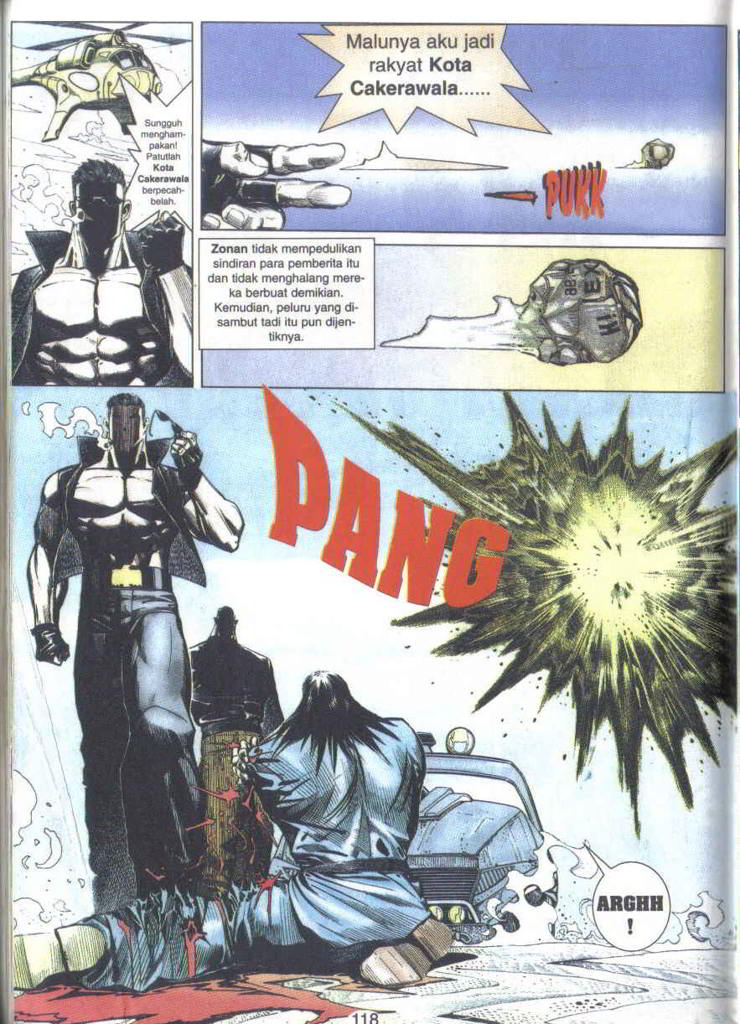 Sungguh
mengham-
pakan!
Patutlah
Kota
Cakerawala
berpecah-
belah.
Malunya aku jadi
rakyat Kota
Cakerawala......
PUKK
Zonan tidak mempedulikan
sindiran para pemberita itu
dan tidak menghalang mere-
ka berbuat demikian.
Kemudian, peluru yang di-
sambut tadi itu pun dijen-
tiknya.
PANG
ARGHH
!
118